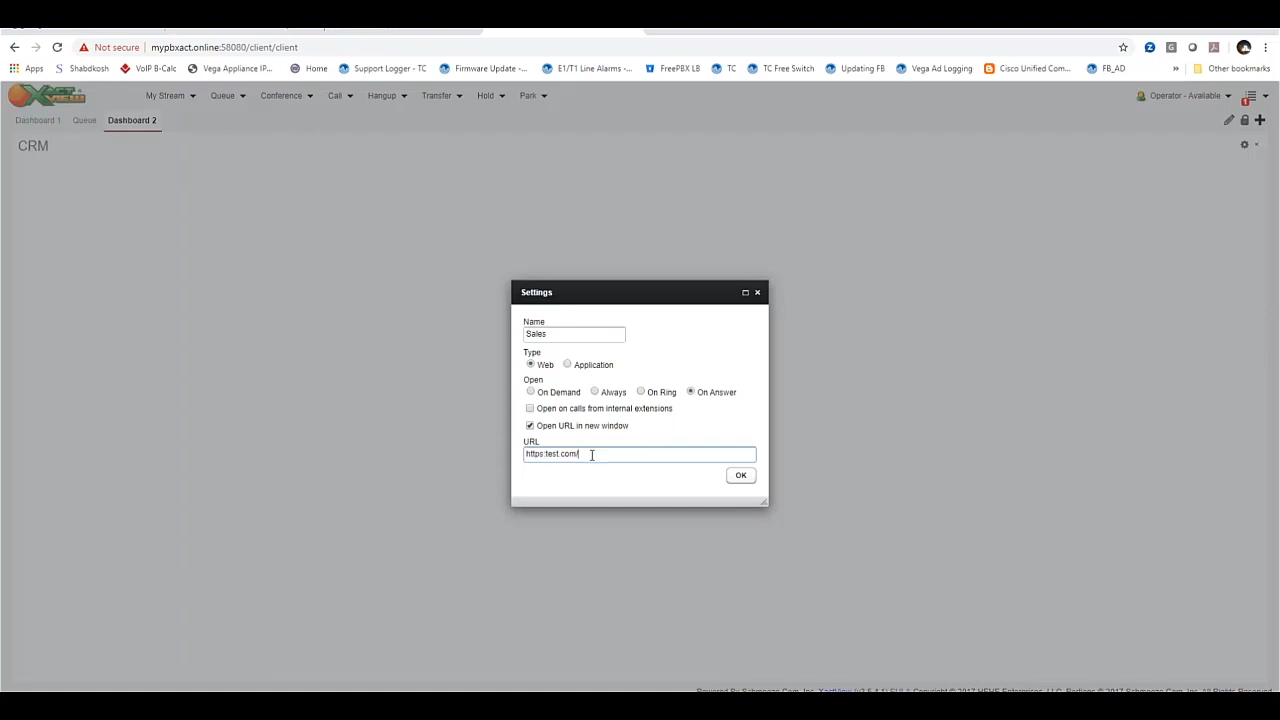 Not secure mypbxact.online:58080/client/client
Apps Shabdkosh VoIP B-Calc Vega Appliance IP... Home Support Logger - TC Firmware Update -... E1/T1 Line Alarms -... FreePBX LB TC TC Free Switch Updating FB Vega Ad Logging Cisco Unified Com... FB_AD » Other bookmarks
XACT VIEW My Stream Queue Conference Call Hangup Transfer Hold Park Operator - Available 1
Dashboard 1 Queue Dashboard 2
CRM
Settings
Name
Sales
Type
Web Application
Open
On Demand Always On Ring On Answer
Open on calls from internal extensions
Open URL in new window
URL
https:test.com/
OK